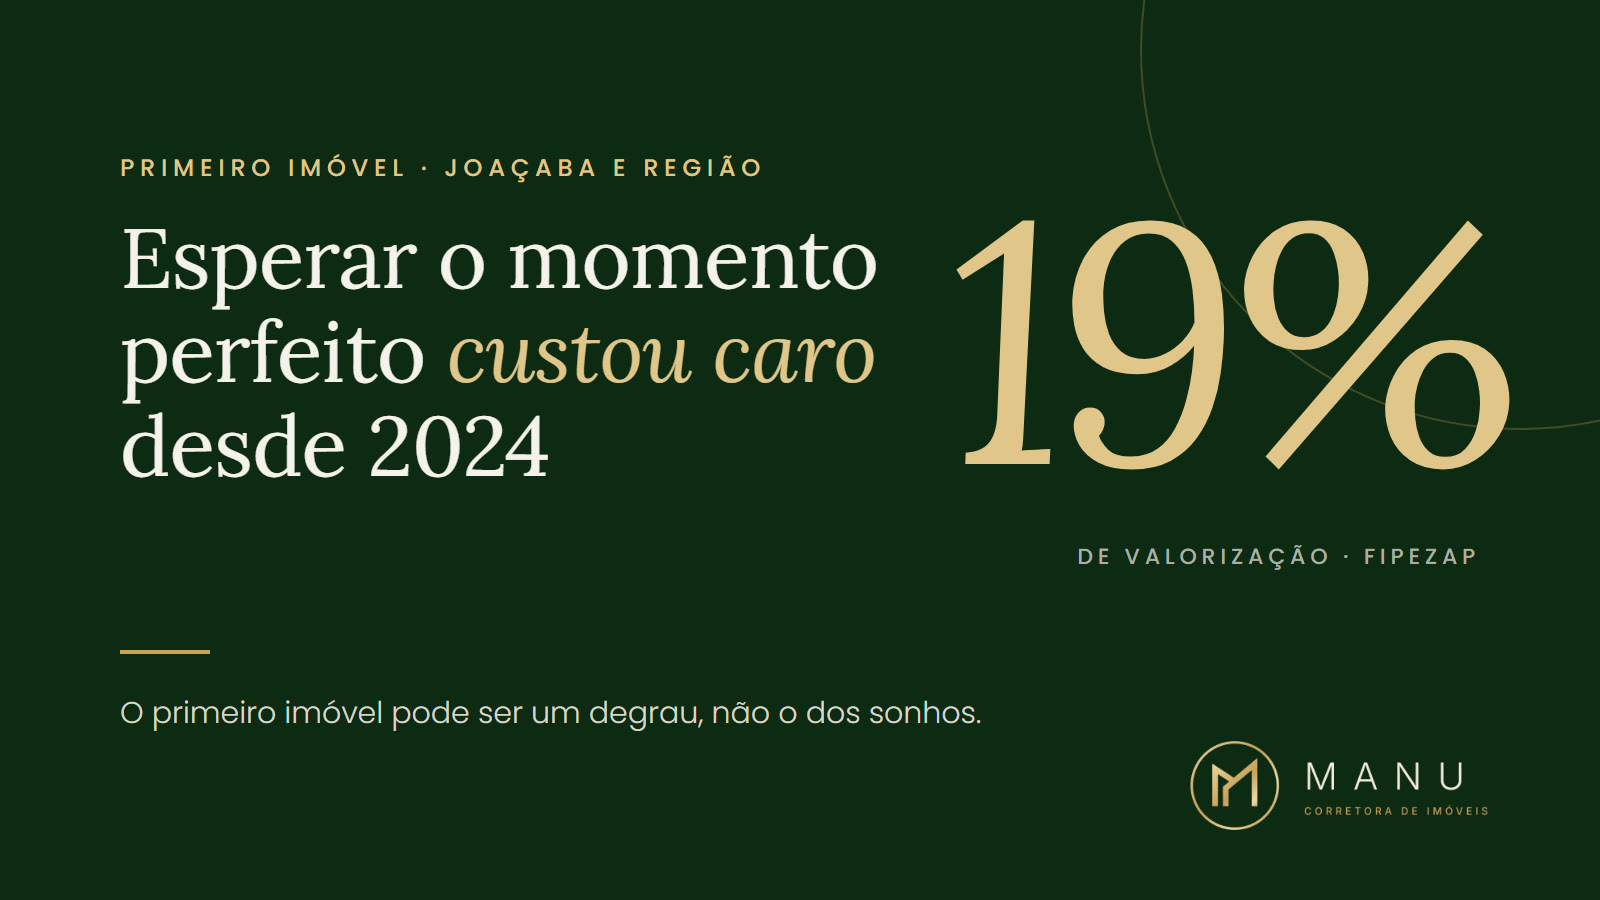 PRIMEIRO IMÓVEL · JOAÇABA E REGIÃO
Esperar o momento
perfeito custou caro
desde 2024
19%
DE VALORIZAÇÃO · FIPEZAP
O primeiro imóvel pode ser um degrau, não o dos sonhos.
MANU
CORRETORA DE IMÓVEIS